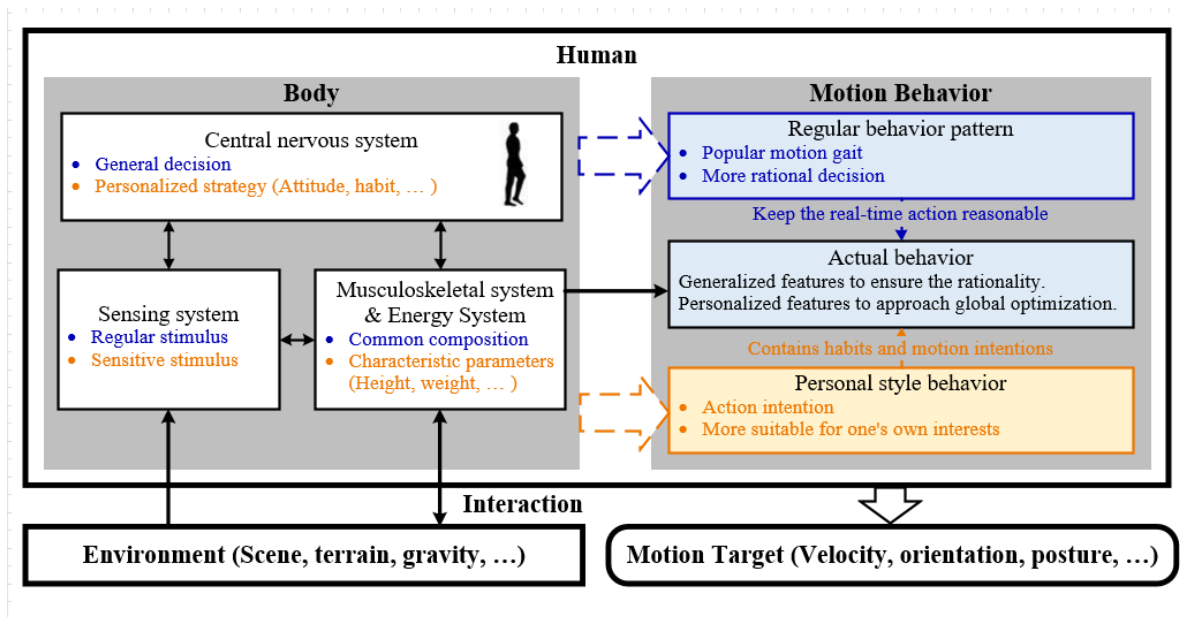 Human
Body
Central nervous system
• General decision
• Personalized strategy (Attitude, habit, … )
Sensing system
• Regular stimulus
• Sensitive stimulus
Musculoskeletal system
& Energy System
• Common composition
• Characteristic parameters
(Height, weight, … )
Motion Behavior
Regular behavior pattern
• Popular motion gait
• More rational decision
Keep the real-time action reasonable
Actual behavior
Generalized features to ensure the rationality.
Personalized features to approach global optimization.
Contains habits and motion intentions
Personal style behavior
• Action intention
• More suitable for one's own interests
Interaction
Environment (Scene, terrain, gravity, …)
Motion Target (Velocity, orientation, posture, …)